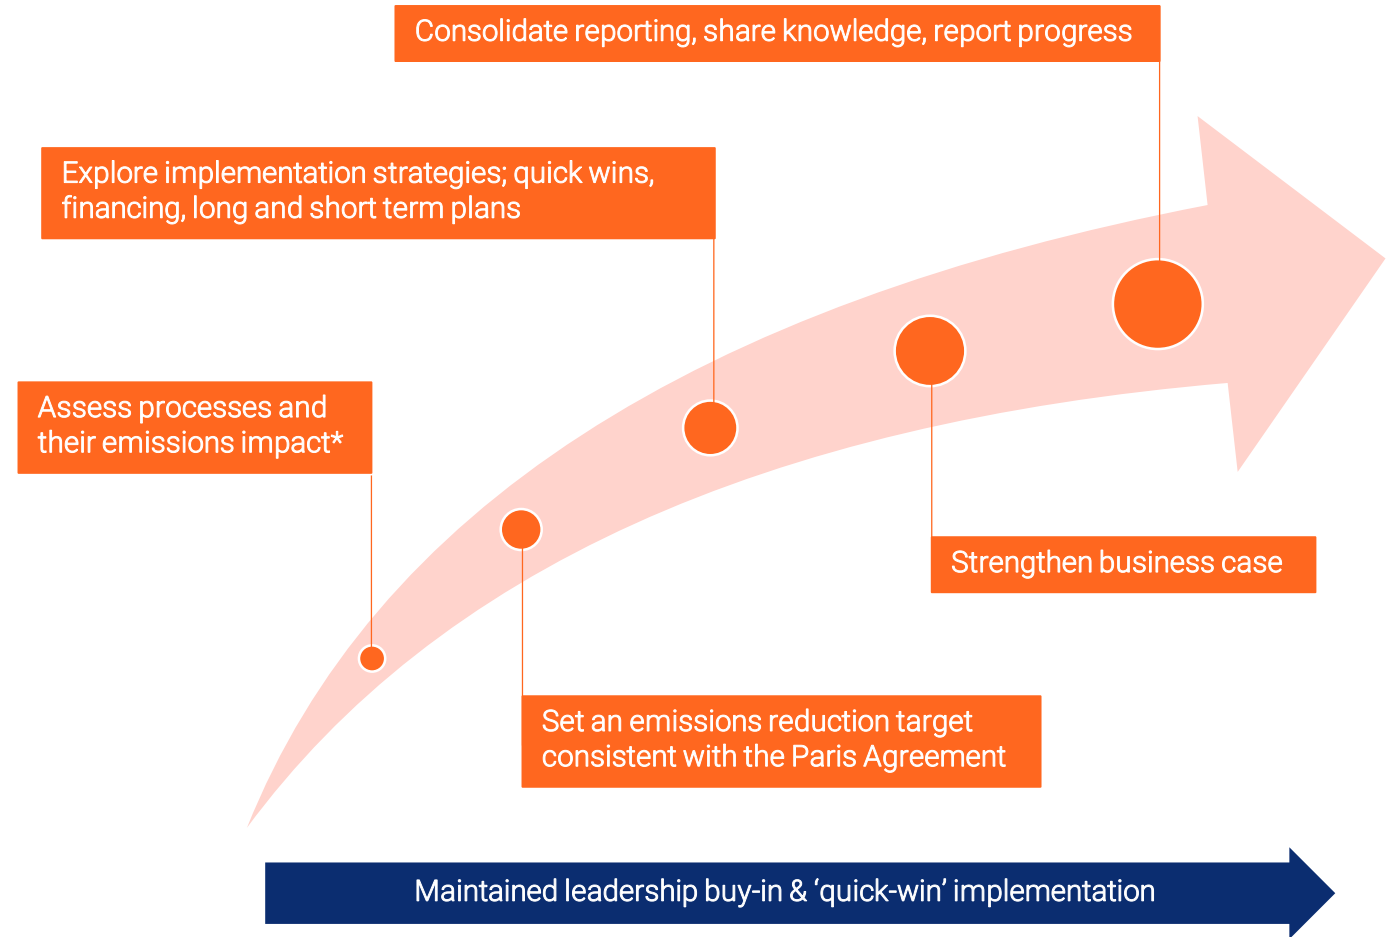 Consolidate reporting, share knowledge, report progress
Explore implementation strategies; quick wins,
financing, long and short term plans
Assess processes and
their emissions impact*
Strengthen business case
Set an emissions reduction target
consistent with the Paris Agreement
Maintained leadership buy-in & ‘quick-win’ implementation